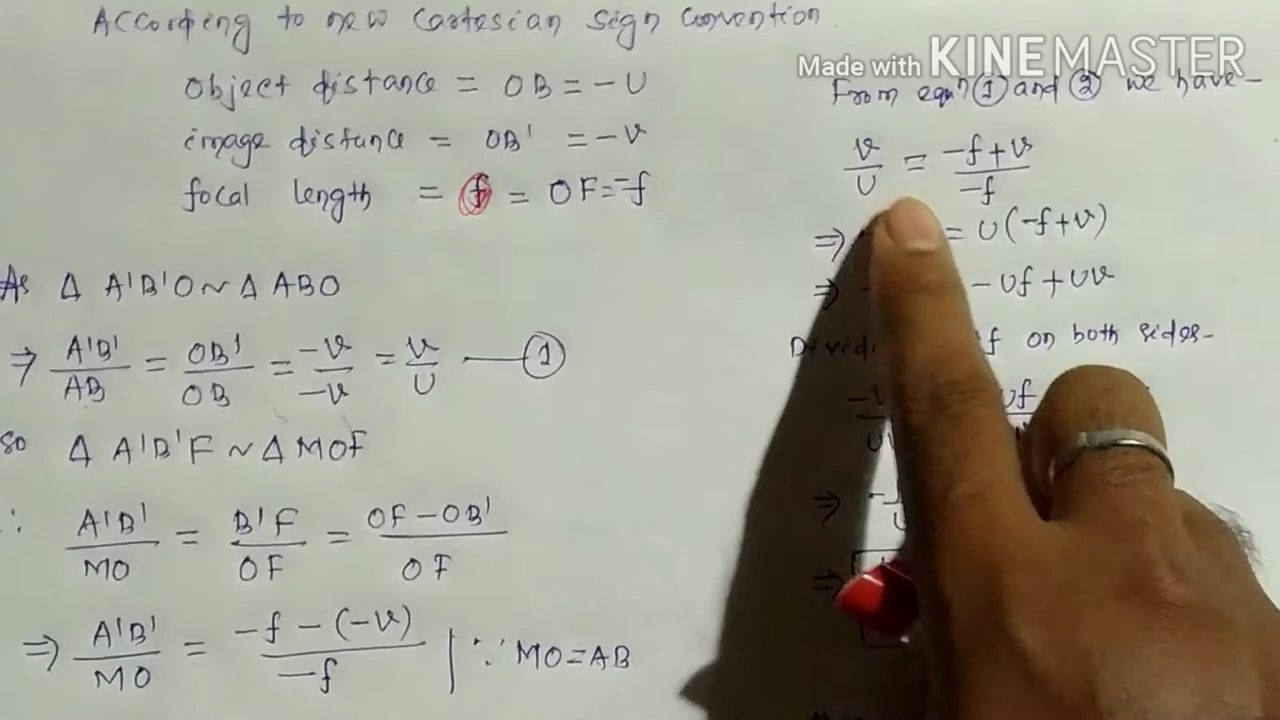 According to new Cartesian Sign Convention
Object distance = OB = -U
image distance = OB' = -v
focal length = f = OF = -f
As Δ A'B'O ~ Δ ABO
⇒ A'B'/AB = OB'/OB = -v/-v = v/U —— ①
So Δ A'B'F ~ Δ MOF
∴ A'B'/MO = B'F/OF = OF-OB'/OF
⇒ A'B'/MO = -f-(-v)/-f | ∵ MO=AB
Made with KINEMASTER
From eqn ① and ② we have-
v/U = -f+v/-f
⇒ = U(-f+v)
⇒ - Uf + Uv
f on both sides-
Uf
⇒
⇒